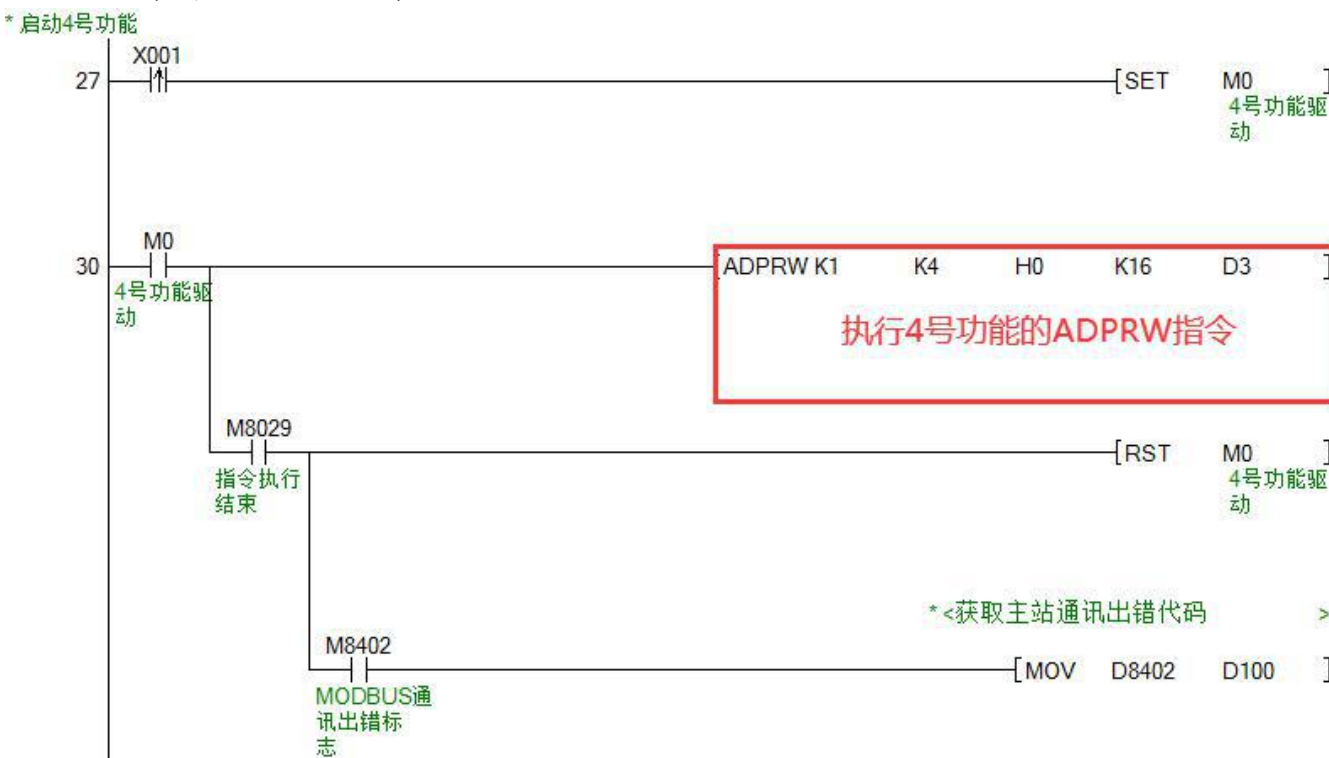 * 启动4号功能
X001
27
[SET M0 ]
4号功能驱
动
M0
30
[ADPRW K1 K4 H0 K16 D3 ]
4号功能驱
动
执行4号功能的ADPRW指令
M8029
[RST M0 ]
指令执行
结束
4号功能驱
动
* <获取主站通讯出错代码 >
M8402
[MOV D8402 D100 ]
MODBUS通
讯出错标
志